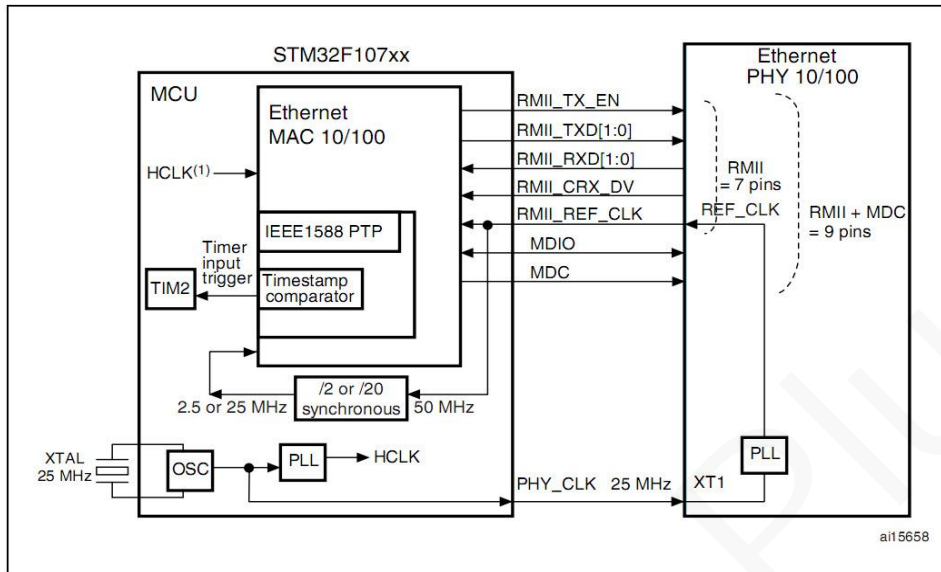 STM32F107xx
MCU
Ethernet
MAC 10/100
HCLK(1)
IEEE1588 PTP
Timer
input
trigger
TIM2
Timestamp
comparator
/2 or /20
synchronous
2.5 or 25 MHz
50 MHz
XTAL
25 MHz
OSC
PLL
HCLK
RMII_TX_EN
RMII_TXD[1:0]
RMII_RXD[1:0]
RMII_CRX_DV
RMII_REF_CLK
MDIO
MDC
PHY_CLK 25 MHz
Ethernet
PHY 10/100
RMII
= 7 pins
REF_CLK
RMII + MDC
= 9 pins
PLL
XT1
ai15658